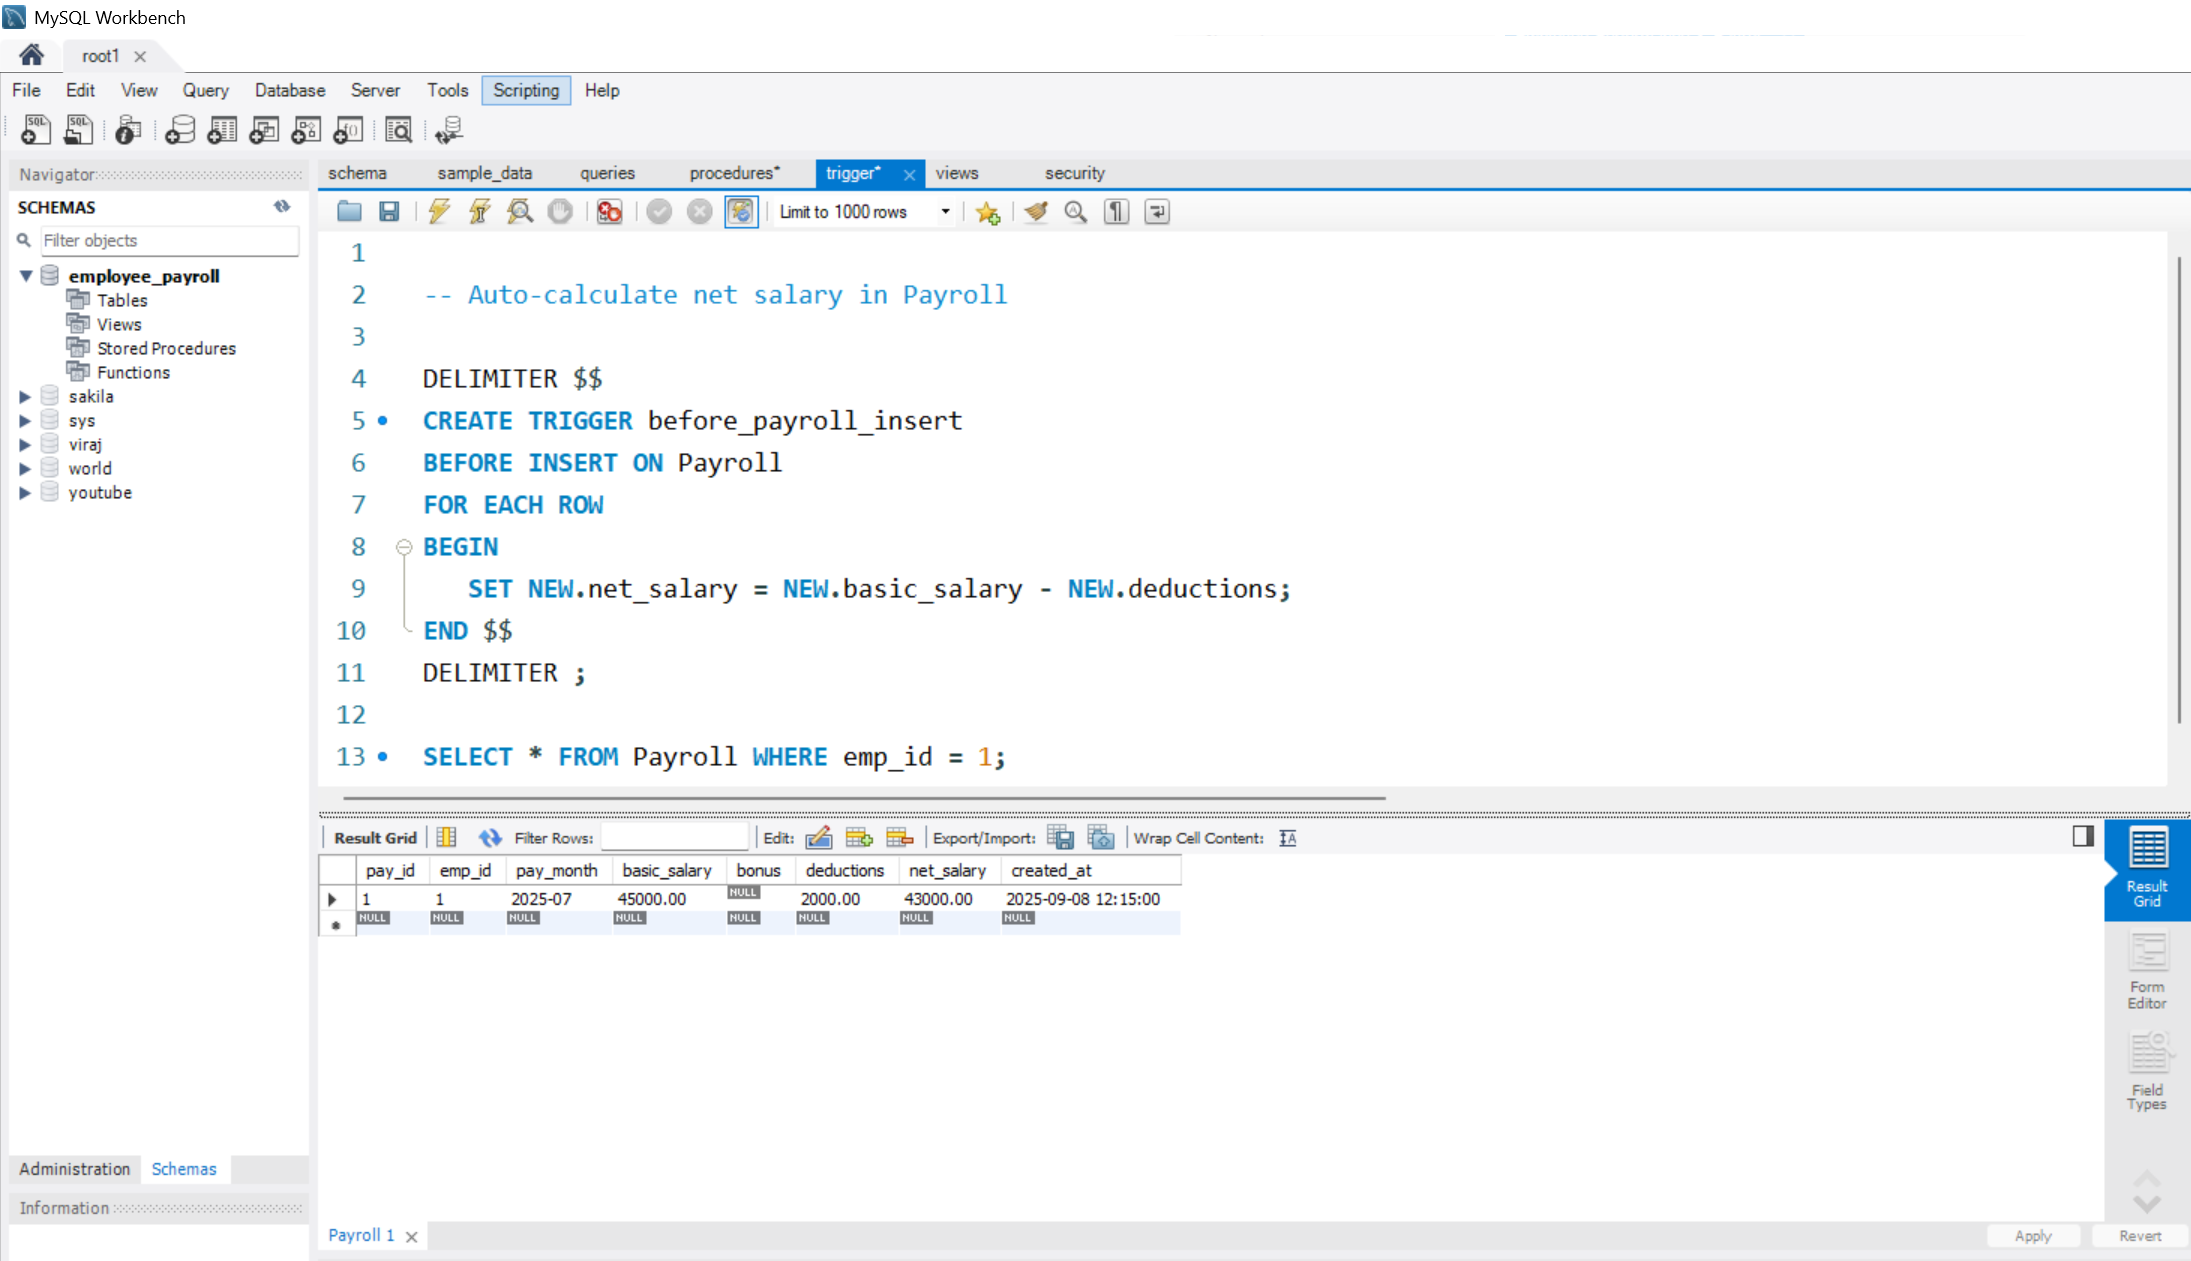 MySQL Workbench
root1
File Edit View Query Database Server Tools Scripting Help
Navigator
SCHEMAS
Filter objects
employee_payroll
Tables
Views
Stored Procedures
Functions
sakila
sys
viraj
world
youtube
Administration Schemas
Information
schema sample_data queries procedures* trigger* views security
Limit to 1000 rows
1
2 -- Auto-calculate net salary in Payroll
3
4 DELIMITER $$
5 CREATE TRIGGER before_payroll_insert
6 BEFORE INSERT ON Payroll
7 FOR EACH ROW
8 BEGIN
9 SET NEW.net_salary = NEW.basic_salary - NEW.deductions;
10 END $$
11 DELIMITER ;
12
13 SELECT * FROM Payroll WHERE emp_id = 1;
Result Grid Filter Rows: Edit: Export/Import: Wrap Cell Content:
pay_id emp_id pay_month basic_salary bonus deductions net_salary created_at
1 1 2025-07 45000.00 NULL 2000.00 43000.00 2025-09-08 12:15:00
NULL NULL NULL NULL NULL NULL NULL NULL
Result
Grid
Form
Editor
Field
Types
Payroll 1
Apply Revert